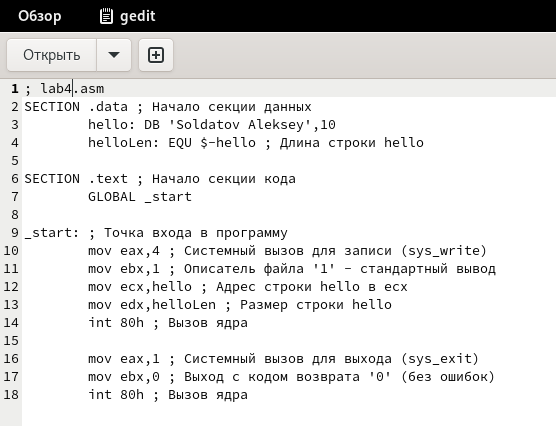 Обзор gedit
Открыть
1 ; lab4.asm
2 SECTION .data ; Начало секции данных
3         hello: DB 'Soldatov Aleksey',10
4         helloLen: EQU $-hello ; Длина строки hello
5
6 SECTION .text ; Начало секции кода
7         GLOBAL _start
8
9 _start: ; Точка входа в программу
10         mov eax,4 ; Системный вызов для записи (sys_write)
11         mov ebx,1 ; Описатель файла '1' - стандартный вывод
12         mov ecx,hello ; Адрес строки hello в ecx
13         mov edx,helloLen ; Размер строки hello
14         int 80h ; Вызов ядра
15
16         mov eax,1 ; Системный вызов для выхода (sys_exit)
17         mov ebx,0 ; Выход с кодом возврата '0' (без ошибок)
18         int 80h ; Вызов ядра